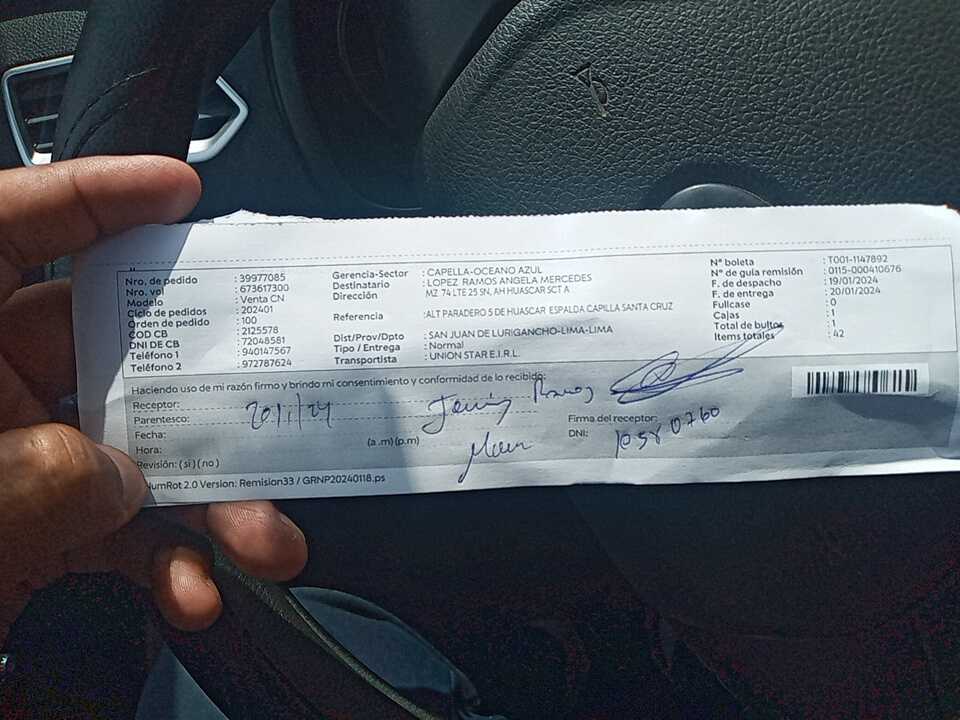 Nro. de pedido : 39977085
Nro. vol : 673617300
Modelo : Venta CN
Ciclo de pedidos : 202401
Orden de pedido : 100
COD CB : 2125578
DNI DE CB : 72048581
Teléfono 1 : 940147567
Teléfono 2 : 972787624
Gerencia-Sector : CAPELLA-OCEANO AZUL
Destinatario : LOPEZ RAMOS ANGELA MERCEDES
Dirección MZ 74 LTE 25 SN, AH HUASCAR SCT A
Referencia :ALT PARADERO 5 DE HUASCAR ESPALDA CAPILLA SANTA CRUZ
Dist/Prov/Dpto : SAN JUAN DE LURIGANCHO-LIMA-LIMA
Tipo / Entrega : Normal
Transportista : UNION STAR E.I.R.L.
N° boleta : T001-1147892
N° de guía remisión : 0115-000410676
F. de despacho : 19/01/2024
F. de entrega : 20/01/2024
Fullcase : 0
Cajas : 1
Total de bultos : 1
Items totales : 42
Haciendo uso de mi razón firmo y brindo mi consentimiento y conformidad de lo recibido:
Receptor: Ramos
Parentesco:
Fecha: 20/1/24
Hora: (a.m)(p.m)
Firma del receptor:
DNI:
Revisión: (si) (no)
NumRot 2.0 Version: Remision33 / GRNP20240118.ps